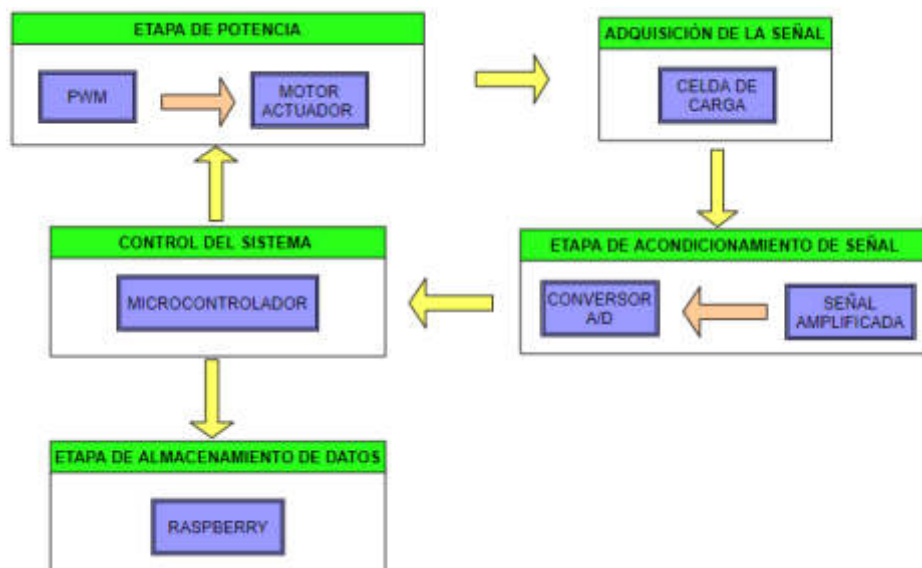 ETAPA DE POTENCIA
PWM
MOTOR
ACTUADOR
ADQUISICIÓN DE LA SEÑAL
CELDA DE
CARGA
CONTROL DEL SISTEMA
MICROCONTROLADOR
ETAPA DE ACONDICIONAMIENTO DE SEÑAL
CONVERSOR
A/D
SEÑAL
AMPLIFICADA
ETAPA DE ALMACENAMIENTO DE DATOS
RASPBERRY